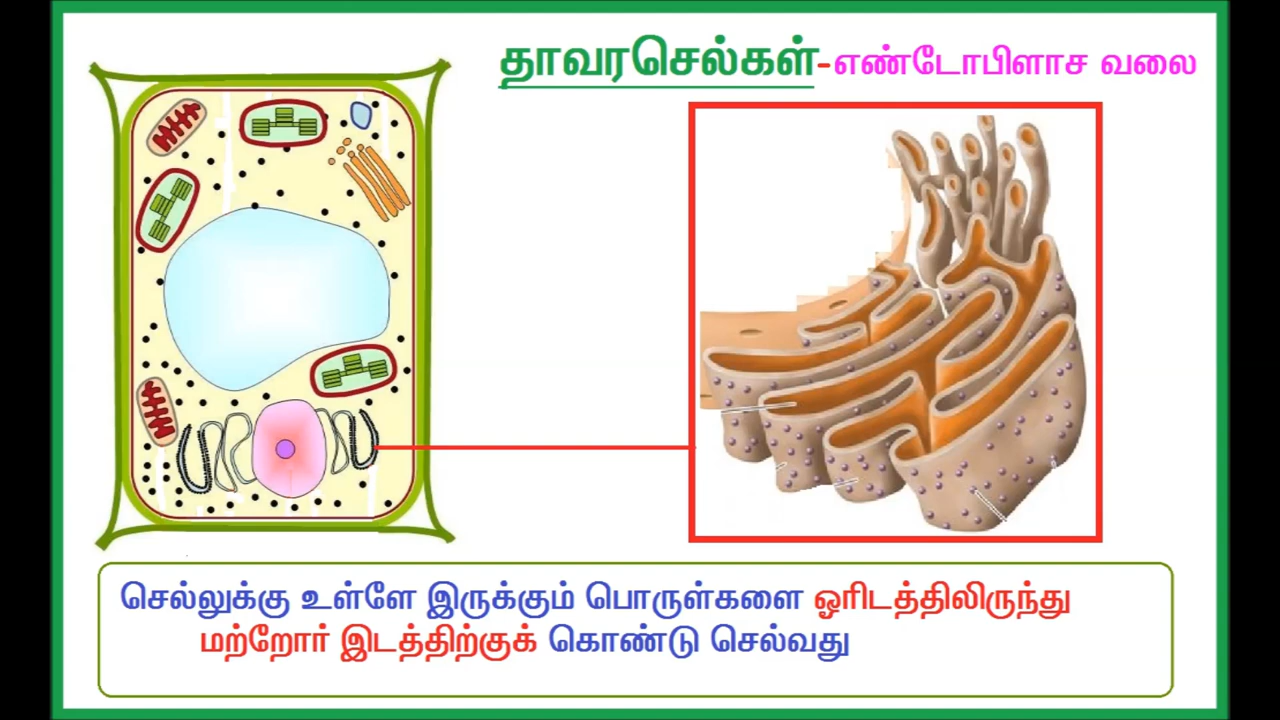 தாவரசெல்கள்-எண்டோபிளாச வலை
செல்லுக்கு உள்ளே இருக்கும் பொருள்களை ஓரிடத்திலிருந்து
மற்றோர் இடத்திற்குக் கொண்டு செல்வது